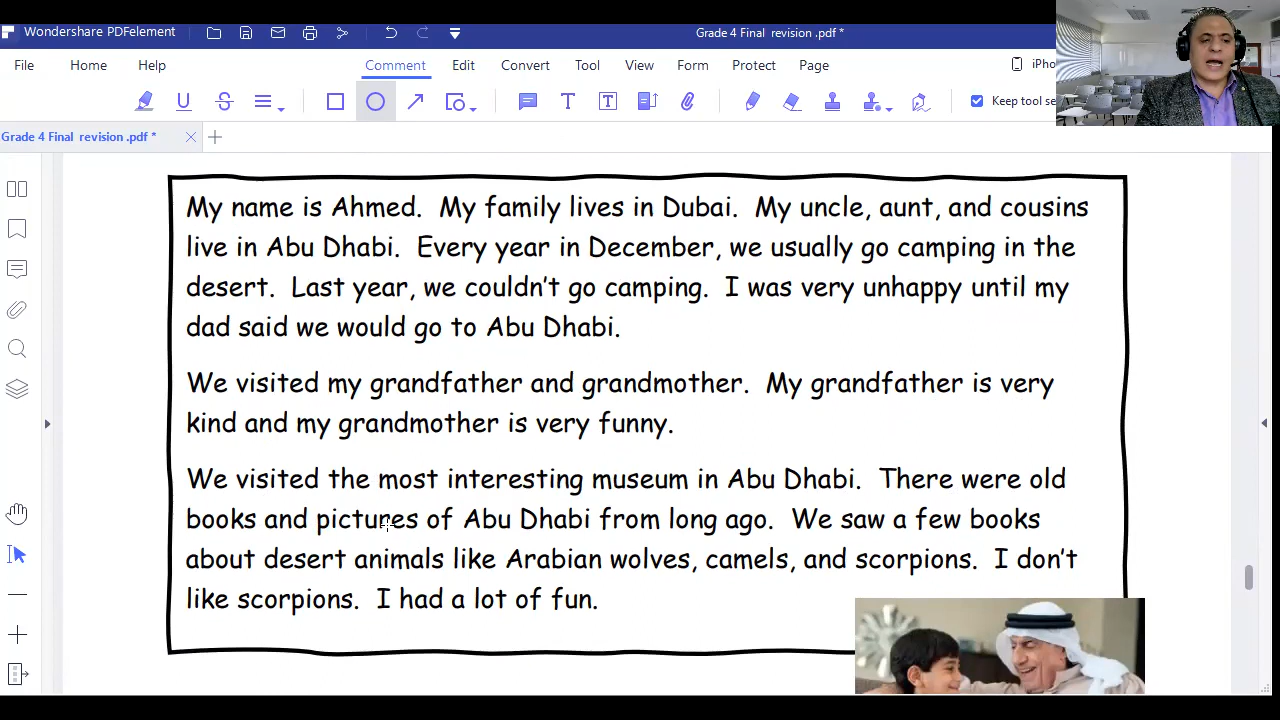 Wondershare PDFelement
Grade 4 Final revision .pdf *
File Home Help Comment Edit Convert Tool View Form Protect Page iPho
Keep tool se
Grade 4 Final revision.pdf *
My name is Ahmed. My family lives in Dubai. My uncle, aunt, and cousins
live in Abu Dhabi. Every year in December, we usually go camping in the
desert. Last year, we couldn't go camping. I was very unhappy until my
dad said we would go to Abu Dhabi.
We visited my grandfather and grandmother. My grandfather is very
kind and my grandmother is very funny.
We visited the most interesting museum in Abu Dhabi. There were old
books and pictures of Abu Dhabi from long ago. We saw a few books
about desert animals like Arabian wolves, camels, and scorpions. I don't
like scorpions. I had a lot of fun.